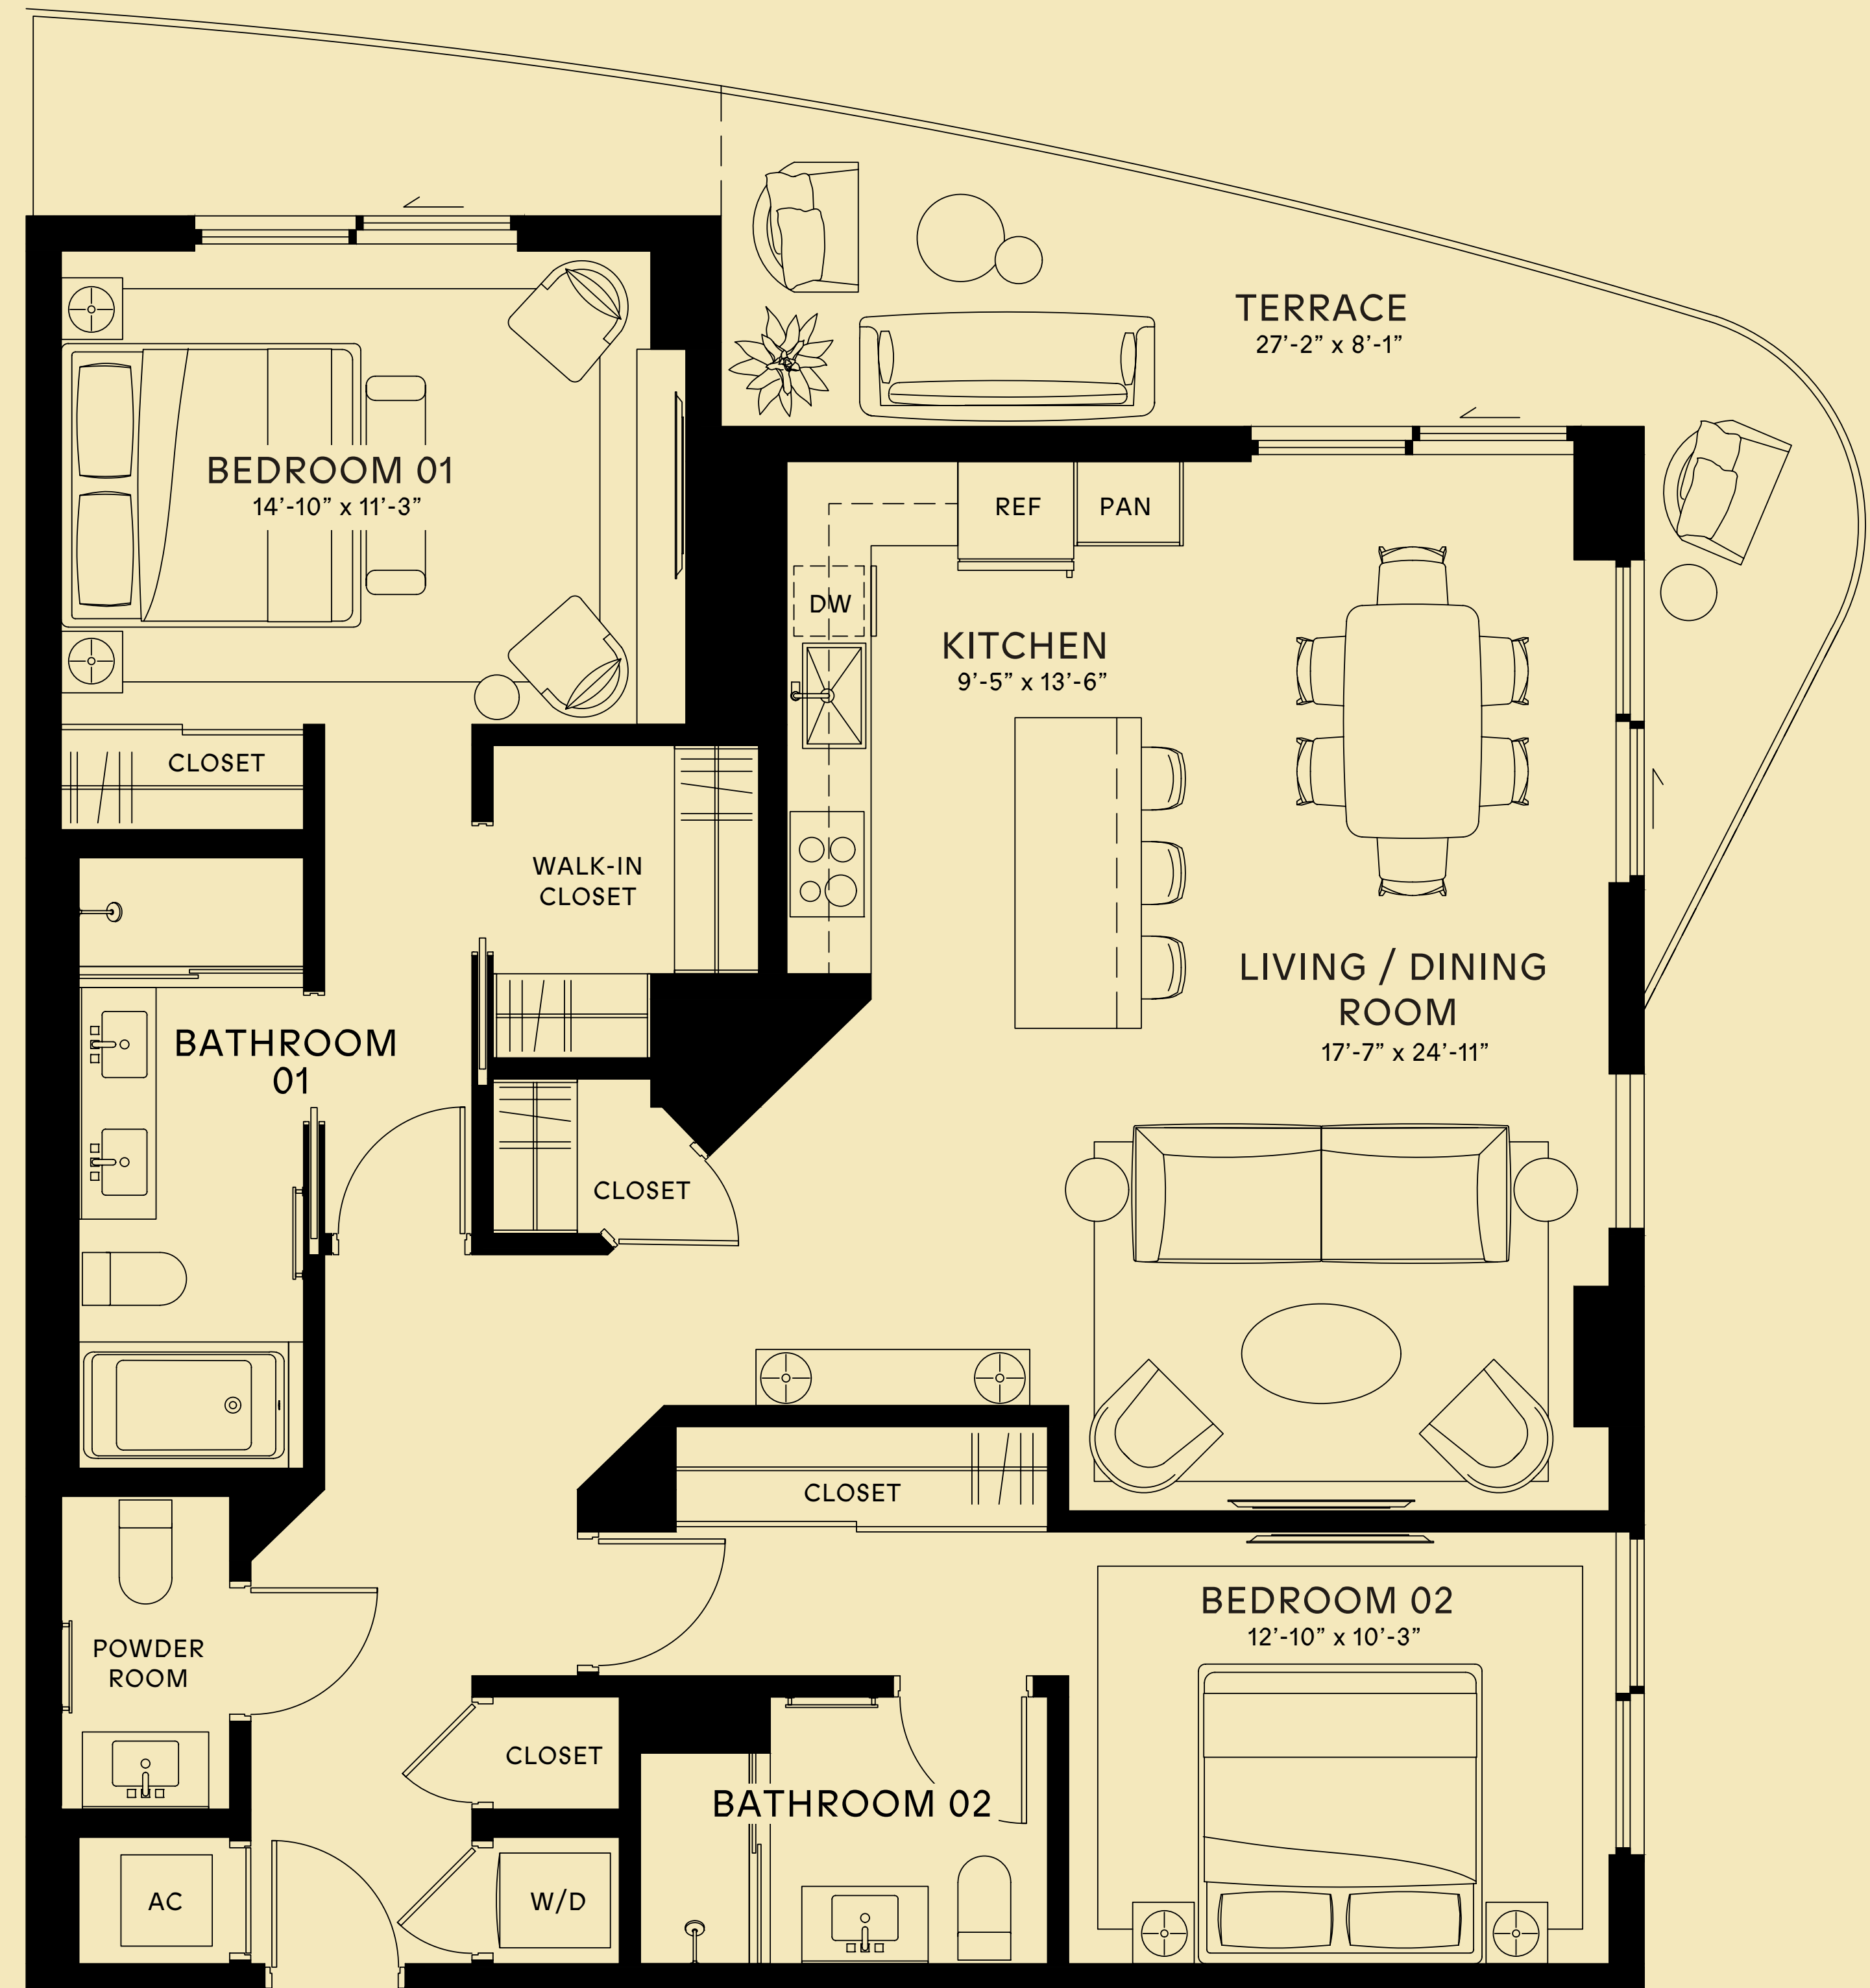 TERRACE
27’-2” x 8’-1”
BEDROOM 01
14’-10” x 11’-3”
REF
PAN
DW
KITCHEN
9’-5” x 13’-6”
CLOSET
WALK-IN
CLOSET
LIVING / DINING
ROOM
17’-7” x 24’-11”
BATHROOM
01
CLOSET
CLOSET
BEDROOM 02
12’-10” x 10’-3”
POWDER
ROOM
CLOSET
BATHROOM 02
AC
W/D